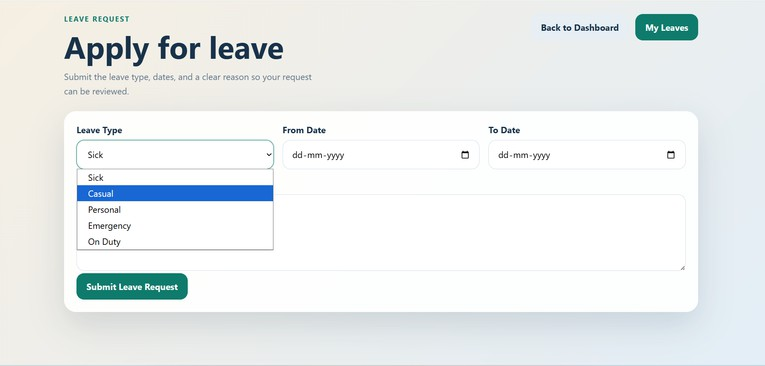 LEAVE REQUEST
Apply for leave
Submit the leave type, dates, and a clear reason so your request
can be reviewed.
Back to Dashboard
My Leaves
Leave Type
From Date
To Date
Sick
dd-mm-yyyy
dd-mm-yyyy
Sick
Casual
Personal
Emergency
On Duty
Submit Leave Request